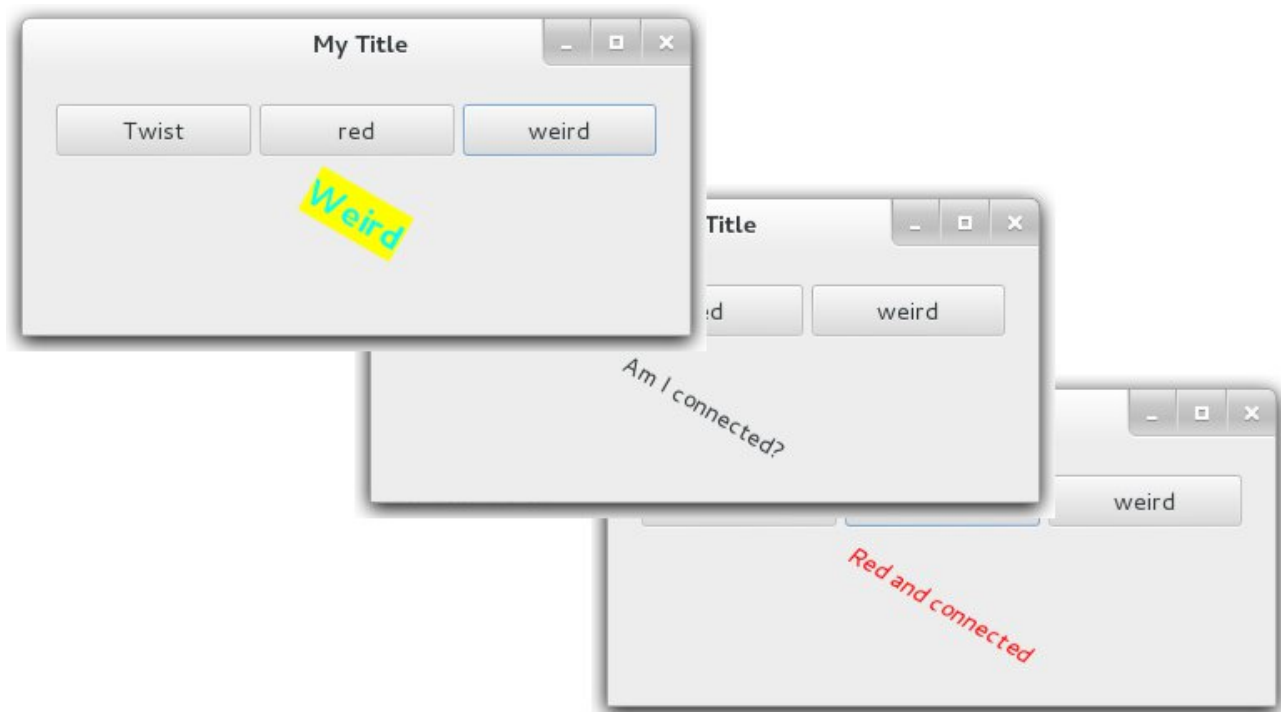 My Title
Twist red weird
Weird
Title
ed weird
Am I connected?
weird
Red and connected